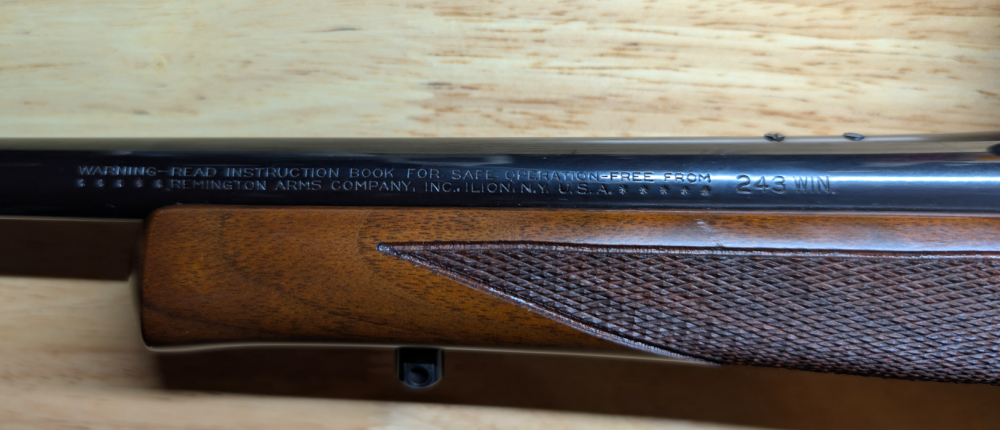 WARNING–READ INSTRUCTION BOOK FOR SAFE OPERATION–FREE FROM
* * * * *REMINGTON ARMS COMPANY, INC., ILION, N.Y. U.S.A.* * * * * 243 WIN.